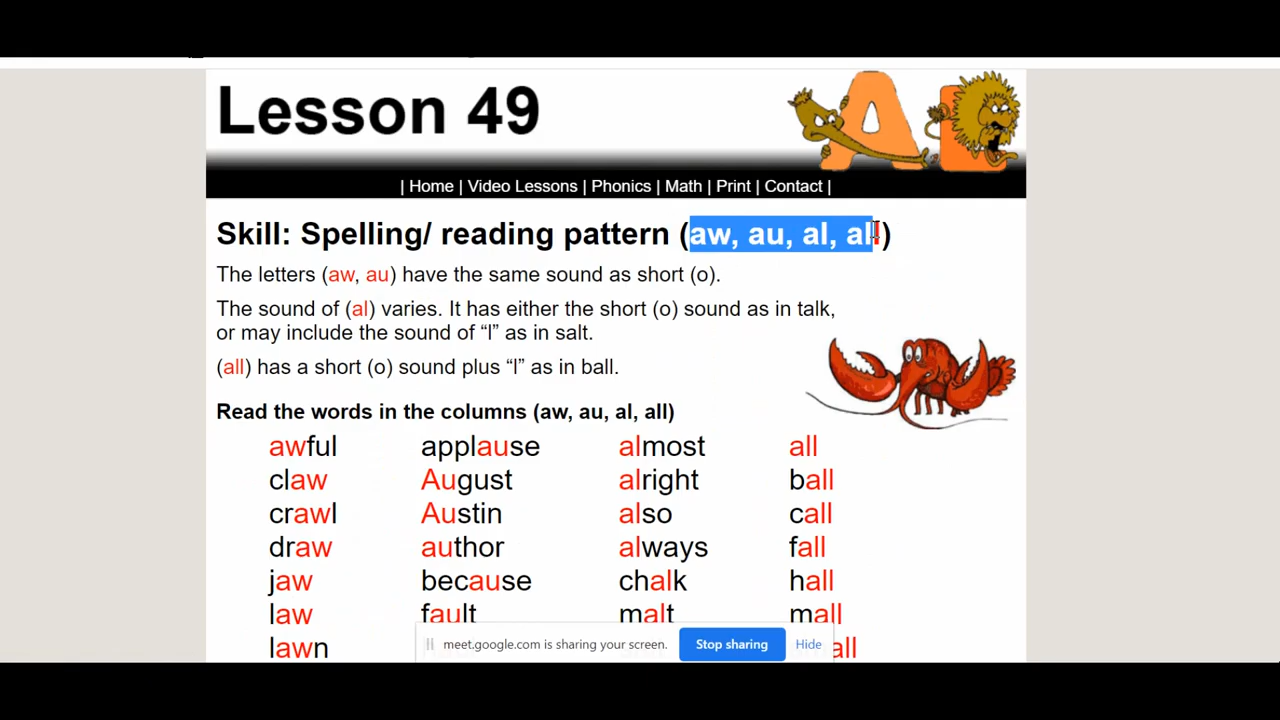 Lesson 49
A
| Home | Video Lessons | Phonics | Math | Print | Contact |
Skill: Spelling/ reading pattern (aw, au, al, all)
The letters (aw, au) have the same sound as short (o).
The sound of (al) varies. It has either the short (o) sound as in talk,
or may include the sound of “l” as in salt.
(all) has a short (o) sound plus “l” as in ball.
Read the words in the columns (aw, au, al, all)
awful applause almost all
claw August alright ball
crawl Austin also call
draw author always fall
jaw because chalk hall
law fault malt mall
lawn all
meet.google.com is sharing your screen. Stop sharing Hide